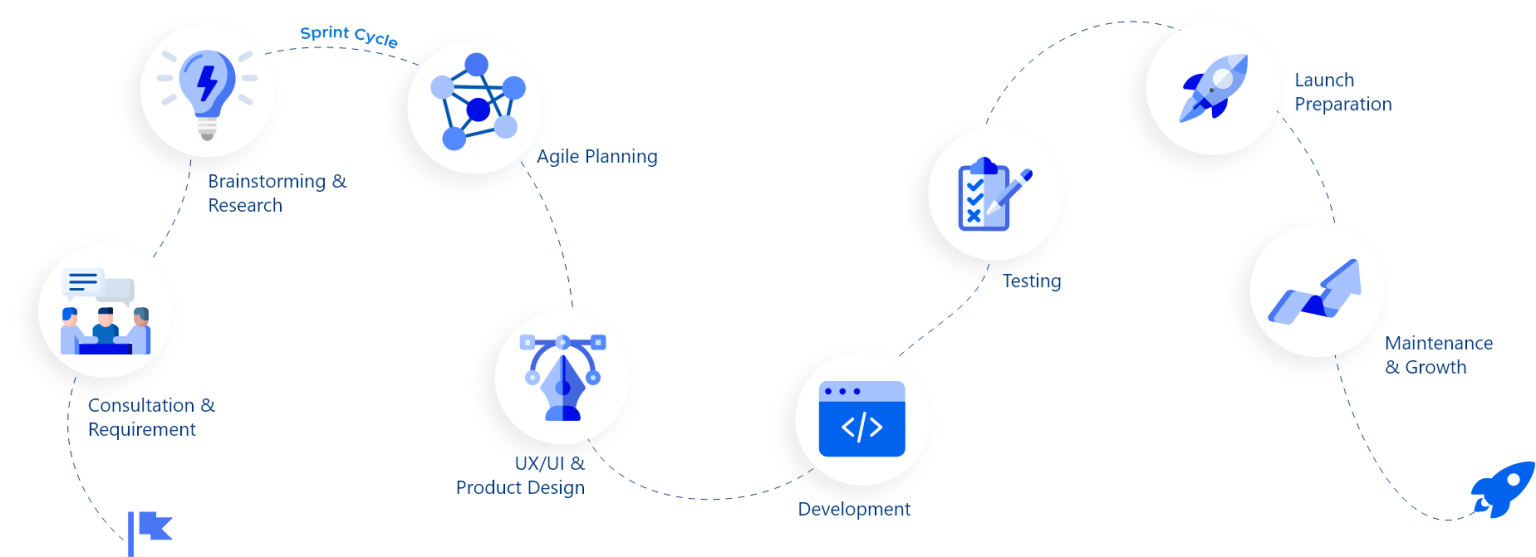 Consultation &
Requirement
Brainstorming &
Research
Sprint Cycle
Agile Planning
UX/UI &
Product Design
Development
</>
Testing
Launch
Preparation
Maintenance
& Growth